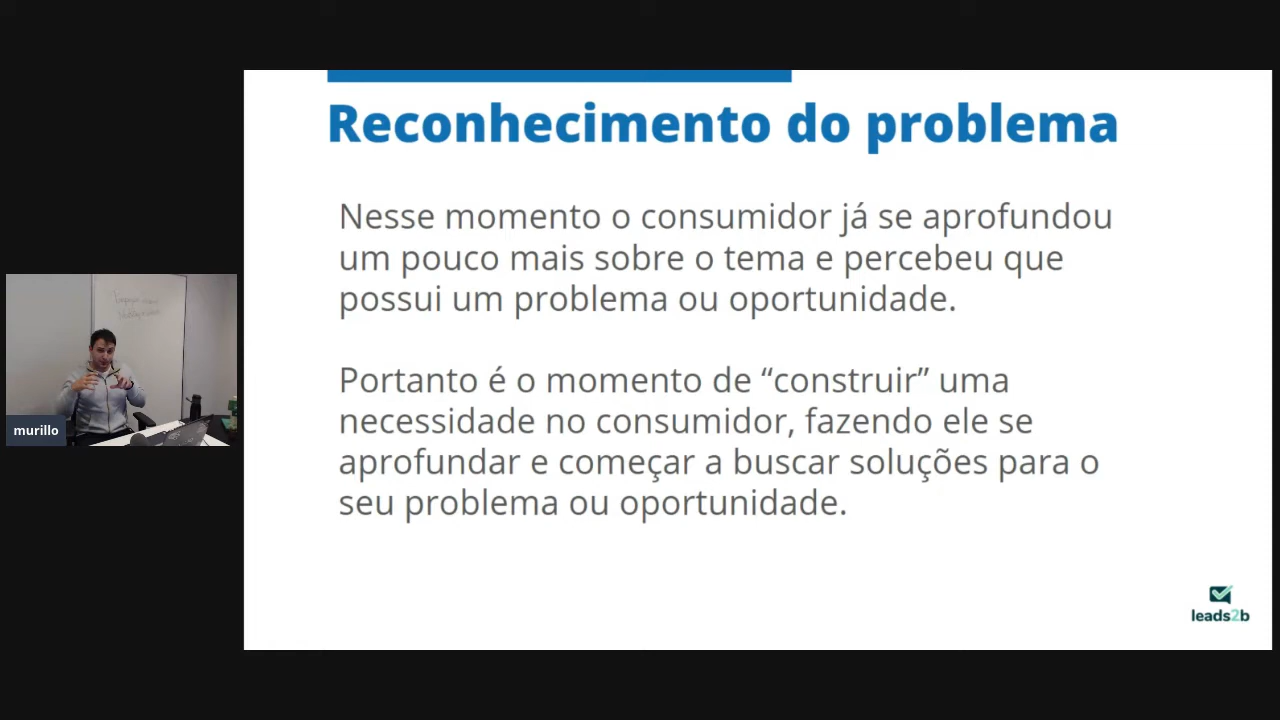 Reconhecimento do problema
Nesse momento o consumidor já se aprofundou
um pouco mais sobre o tema e percebeu que
possui um problema ou oportunidade.
Portanto é o momento de “construir” uma
necessidade no consumidor, fazendo ele se
aprofundar e começar a buscar soluções para o
seu problema ou oportunidade.
murillo
leads2b